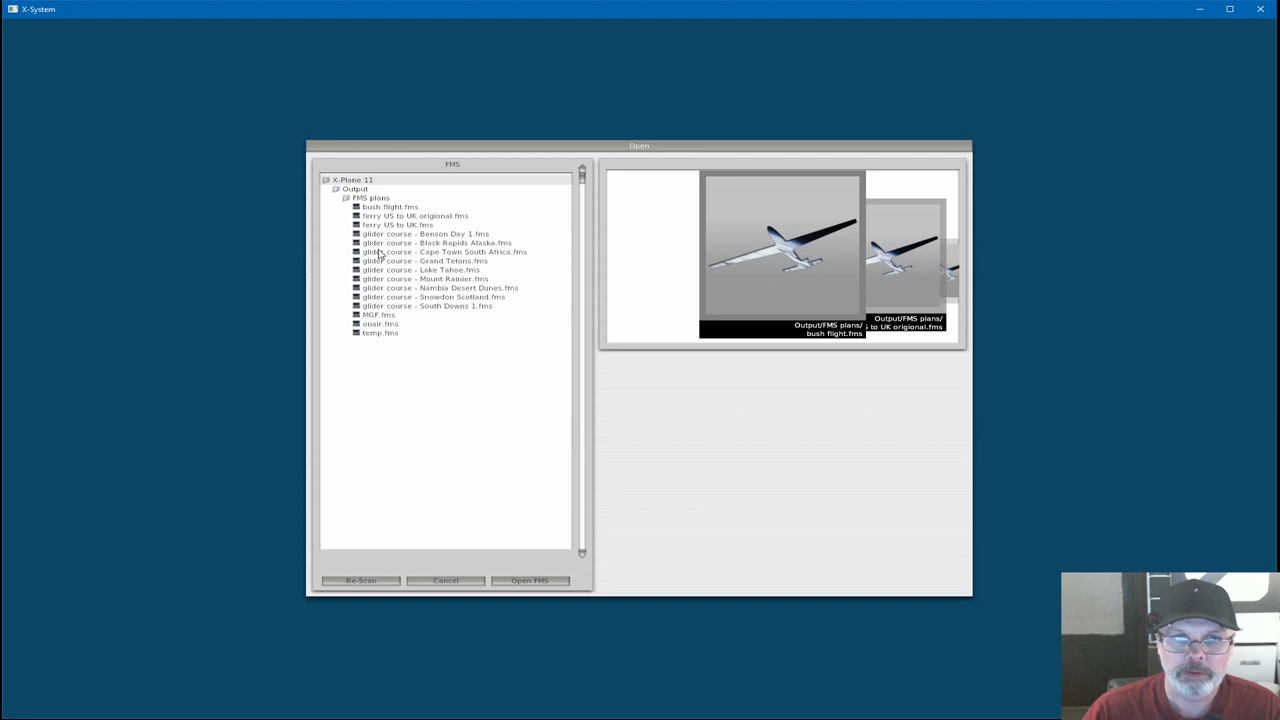 X-System
Open
FMS
X-Plane 11
Output
FMS plans
bush flight.fms
ferry US to UK origional.fms
ferry US to UK.fms
glider course - Benson Day 1.fms
glider course - Black Rapids Alaska.fms
glider course - Cape Town South Africa.fms
glider course - Grand Tetons.fms
glider course - Lake Tahoe.fms
glider course - Mount Rainier.fms
glider course - Nambia Desert Dunes.fms
glider course - Snowdon Scotland.fms
glider course - South Downs 1.fms
MGF.fms
onair.fms
temp.fms
Re-Scan
Cancel
Open FMS
Output/FMS plans/
bush flight.fms
Output/FMS plans/
to UK origional.fms